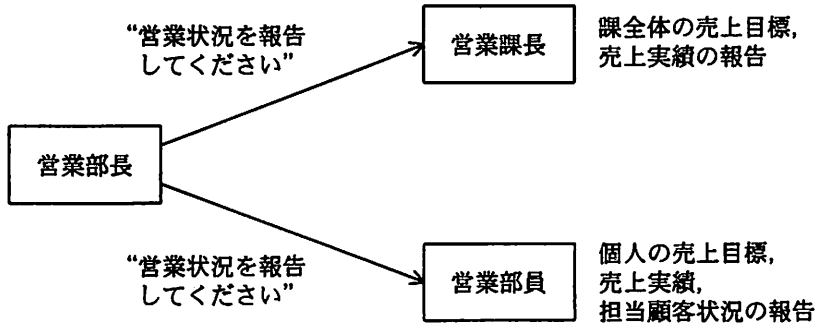 “営業状況を報告
してください”
営業課長
課全体の売上目標，
売上実績の報告
営業部長
“営業状況を報告
してください”
営業部員
個人の売上目標，
売上実績，
担当顧客状況の報告